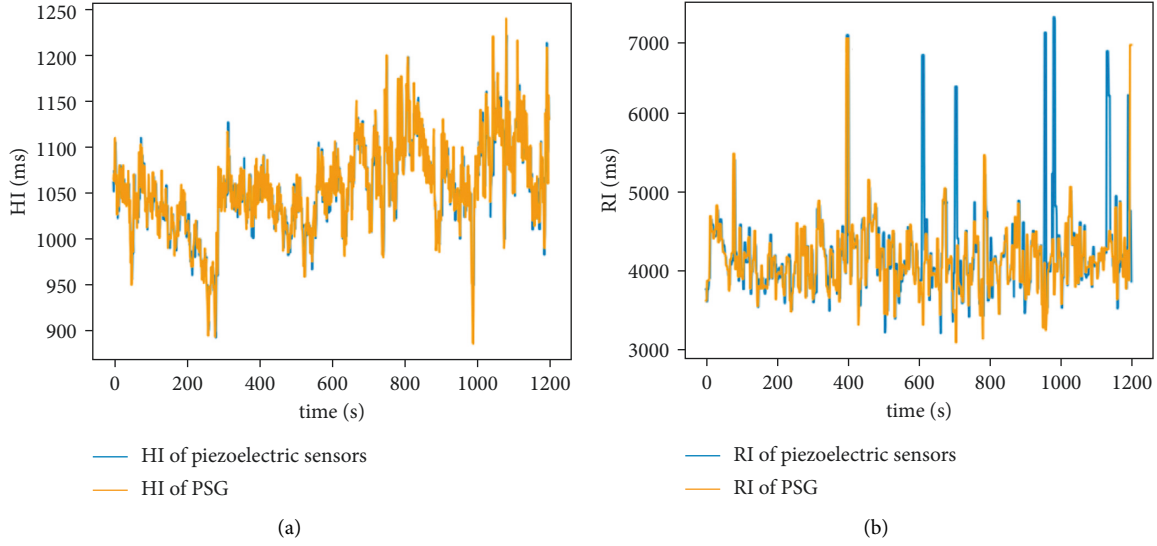 1250
1200
1150
1100
1050
1000
950
900
HI (ms)
0 200 400 600 800 1000 1200
time (s)
HI of piezoelectric sensors
HI of PSG
(a)
7000
6000
5000
4000
3000
RI (ms)
0 200 400 600 800 1000 1200
time (s)
RI of piezoelectric sensors
RI of PSG
(b)